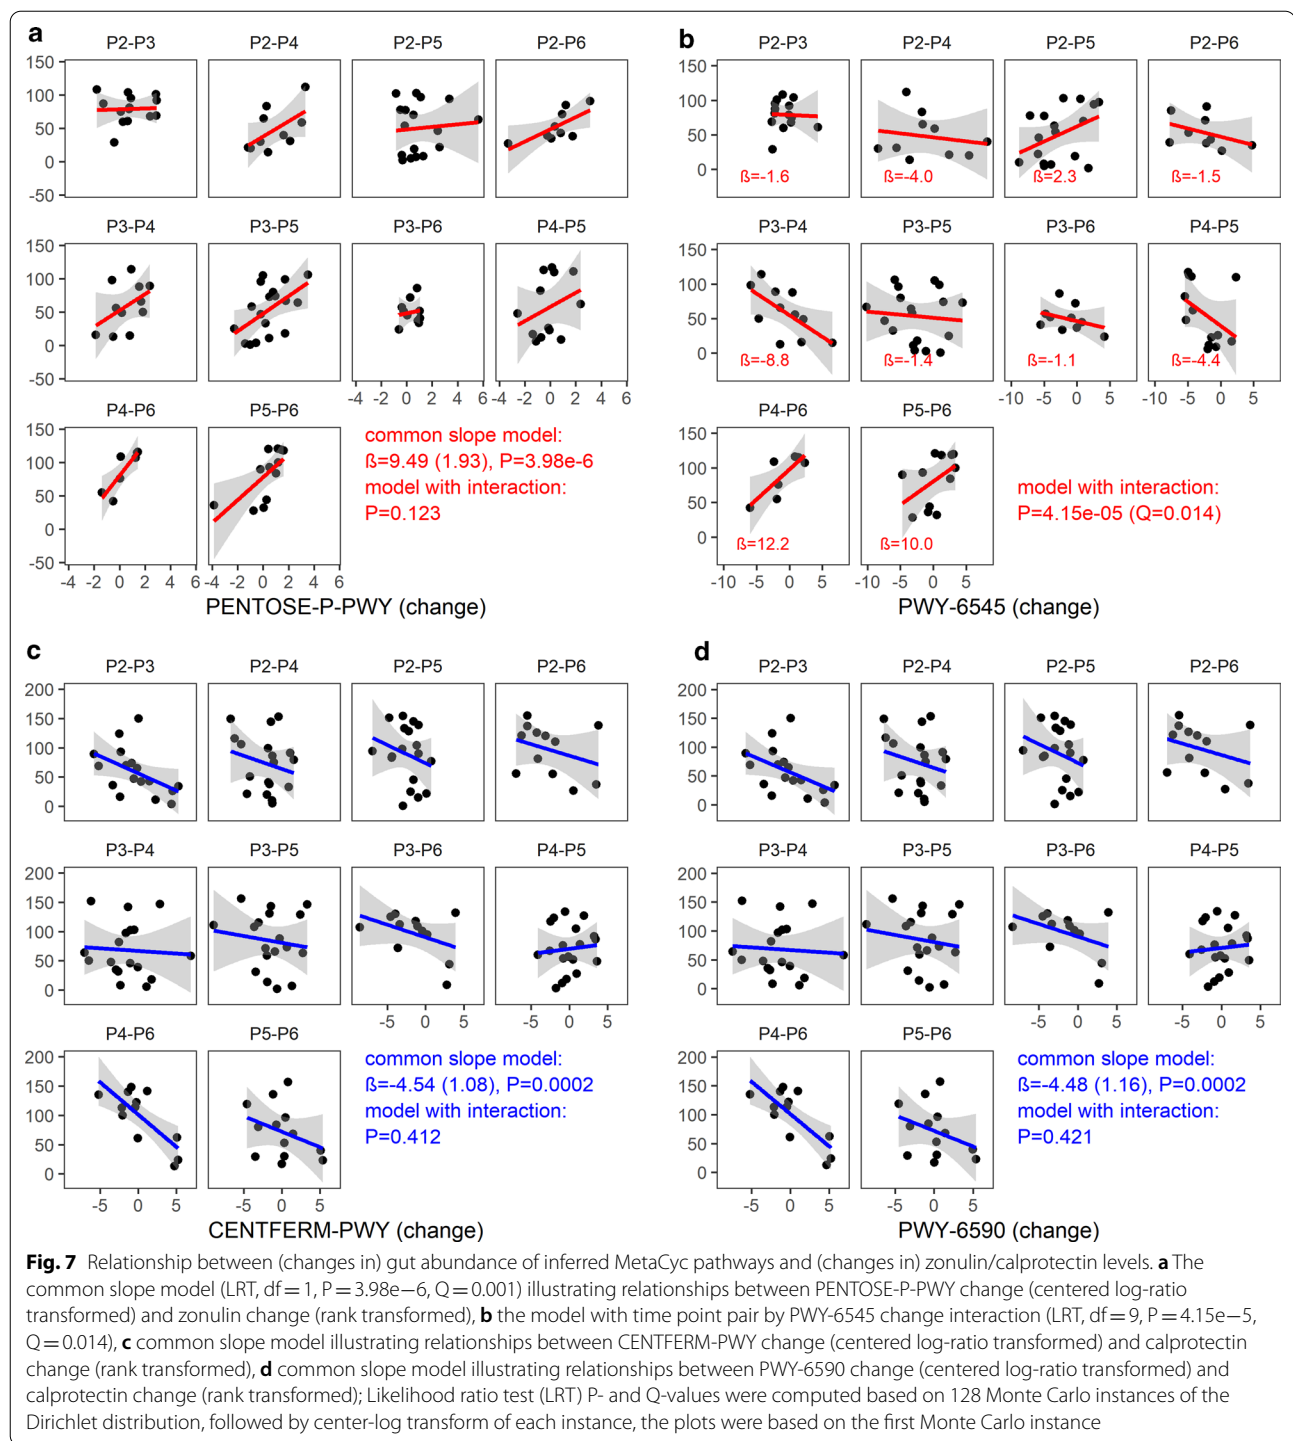 a
P2-P3 P2-P4 P2-P5 P2-P6
150
100
50
0
-50
P3-P4 P3-P5 P3-P6 P4-P5
150
100
50
0
-50
-4 -2 0 2 4 6 -4 -2 0 2 4 6
P4-P6 P5-P6
150
100
50
0
-50
-4 -2 0 2 4 6 -4 -2 0 2 4 6
common slope model:
ß=9.49 (1.93), P=3.98e-6
model with interaction:
P=0.123
PENTOSE-P-PWY (change)
b
P2-P3 P2-P4 P2-P5 P2-P6
150
100
50
0
ß=-1.6 ß=-4.0 ß=2.3 ß=-1.5
P3-P4 P3-P5 P3-P6 P4-P5
150
100
50
0
ß=-8.8 ß=-1.4 ß=-1.1 ß=-4.4
-10 -5 0 5 -10 -5 0 5
P4-P6 P5-P6
150
100
50
0
ß=12.2 ß=10.0
-10 -5 0 5 -10 -5 0 5
model with interaction:
P=4.15e-05 (Q=0.014)
PWY-6545 (change)
c
P2-P3 P2-P4 P2-P5 P2-P6
200
150
100
50
0
P3-P4 P3-P5 P3-P6 P4-P5
200
150
100
50
0
-5 0 5 -5 0 5
P4-P6 P5-P6
200
150
100
50
0
-5 0 5 -5 0 5
common slope model:
ß=-4.54 (1.08), P=0.0002
model with interaction:
P=0.412
CENTFERM-PWY (change)
d
P2-P3 P2-P4 P2-P5 P2-P6
200
150
100
50
0
P3-P4 P3-P5 P3-P6 P4-P5
200
150
100
50
0
-5 0 5 -5 0 5
P4-P6 P5-P6
200
150
100
50
0
-5 0 5 -5 0 5
common slope model:
ß=-4.48 (1.16), P=0.0002
model with interaction:
P=0.421
PWY-6590 (change)
Fig. 7 Relationship between (changes in) gut abundance of inferred MetaCyc pathways and (changes in) zonulin/calprotectin levels. a The
common slope model (LRT, df = 1, P = 3.98e−6, Q = 0.001) illustrating relationships between PENTOSE-P-PWY change (centered log-ratio
transformed) and zonulin change (rank transformed), b the model with time point pair by PWY-6545 change interaction (LRT, df = 9, P = 4.15e−5,
Q = 0.014), c common slope model illustrating relationships between CENTFERM-PWY change (centered log-ratio transformed) and calprotectin
change (rank transformed), d common slope model illustrating relationships between PWY-6590 change (centered log-ratio transformed) and
calprotectin change (rank transformed); Likelihood ratio test (LRT) P- and Q-values were computed based on 128 Monte Carlo instances of the
Dirichlet distribution, followed by center-log transform of each instance, the plots were based on the first Monte Carlo instance